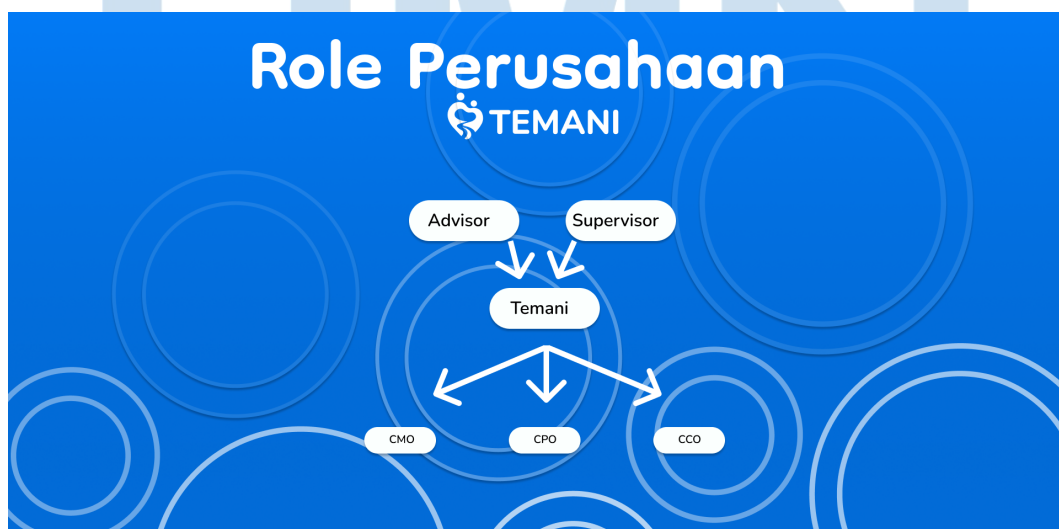 Role Perusahaan
TEMANI
Advisor
Supervisor
Temani
CMO
CPO
CCO